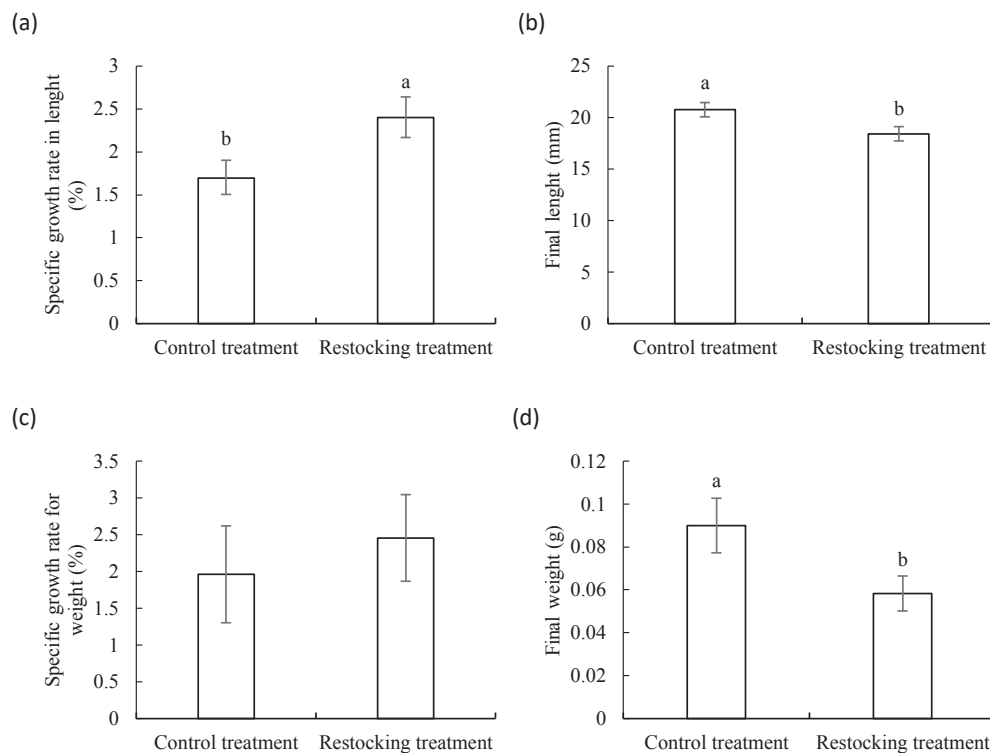 (a)
Specific growth rate in lenght
(%)
3
2.5
2
1.5
1
0.5
0
b
a
Control treatment
Restocking treatment
(b)
Final lenght (mm)
25
20
15
10
5
0
a
b
Control treatment
Restocking treatment
(c)
Specific growth rate for
weight (%)
3.5
3
2.5
2
1.5
1
0.5
0
Control treatment
Restocking treatment
(d)
Final weight (g)
0.12
0.1
0.08
0.06
0.04
0.02
0
a
b
Control treatment
Restocking treatment